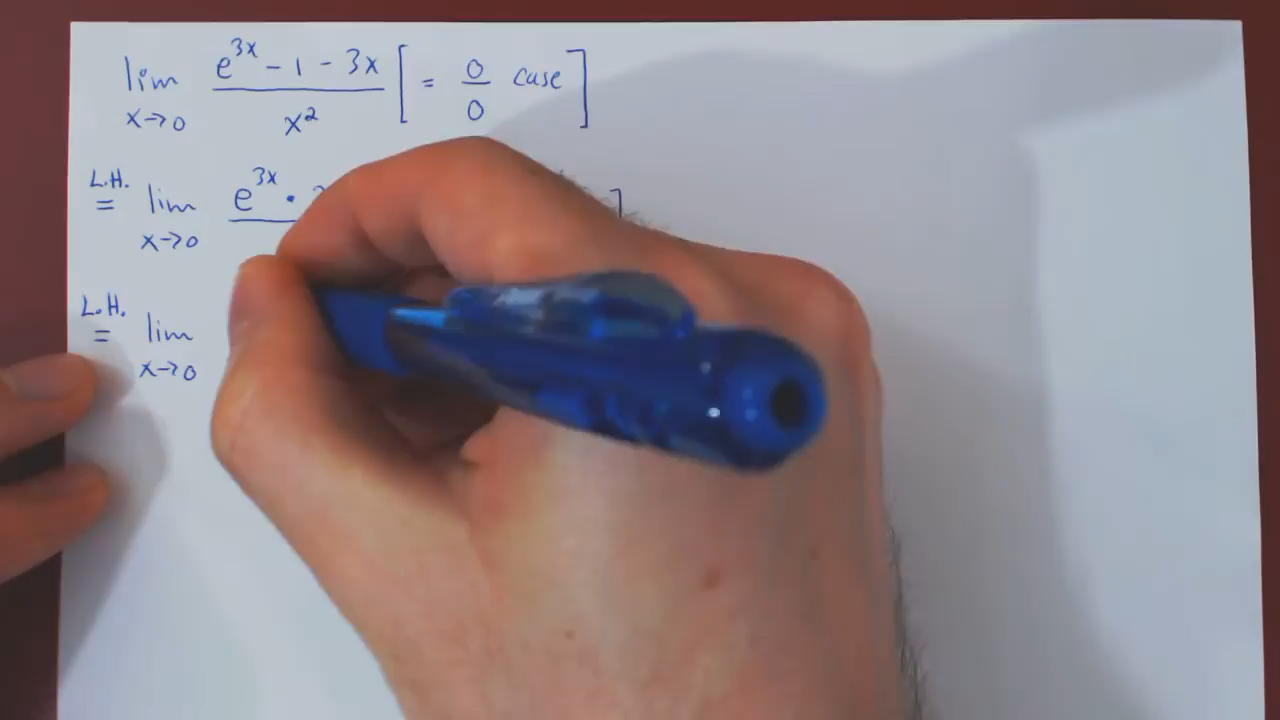 lim x→0 (e^{3x} - 1 - 3x) / x² [ = 0/0 case ]
L.H. = lim x→0 e^{3x} · ]
L.H. = lim x→0